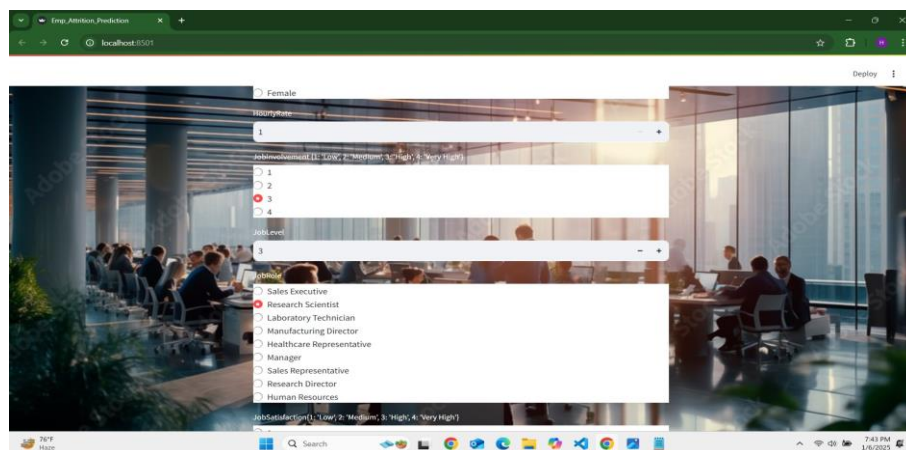 Emp_Attrition_Prediction
localhost:8501
H
Deploy
Female
HourlyRate
1
JobInvolvement (1: 'Low', 2: 'Medium', 3: 'High', 4: 'Very High')
1
2
3
4
JobLevel
3
JobRole
Sales Executive
Research Scientist
Laboratory Technician
Manufacturing Director
Healthcare Representative
Manager
Sales Representative
Research Director
Human Resources
JobSatisfaction(1: 'Low', 2: 'Medium', 3: 'High', 4: 'Very High')
76°F
Haze
Search
7:43 PM
1/6/2025